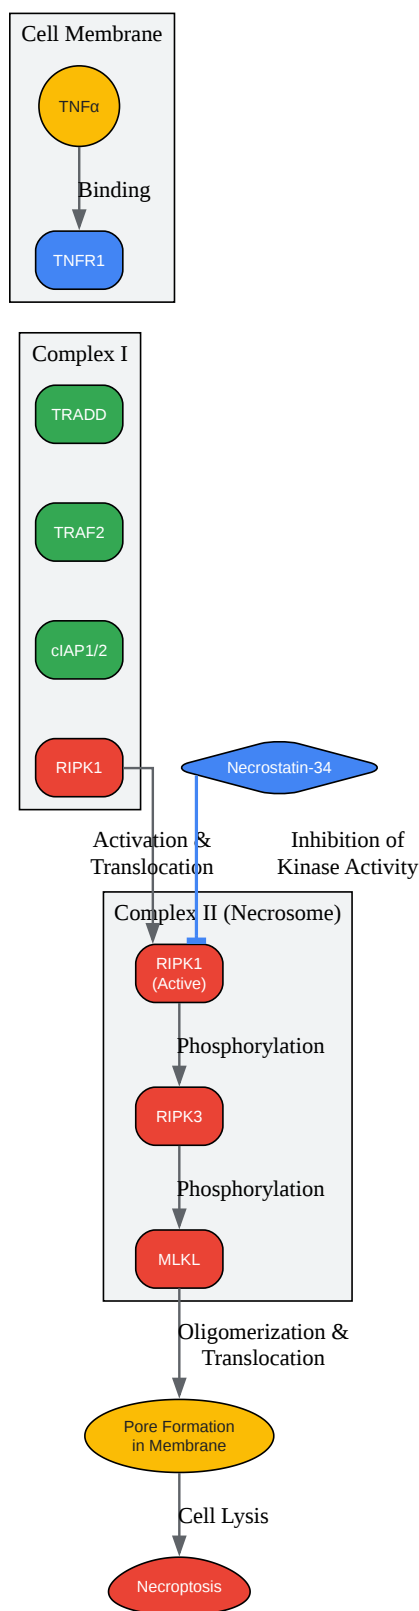 Cell Membrane
TNFα
Binding
TNFR1
Complex I
TRADD
TRAF2
cIAP1/2
RIPK1
Necrostatin-34
Activation &
Translocation
Inhibition of
Kinase Activity
Complex II (Necrosome)
RIPK1
(Active)
Phosphorylation
RIPK3
Phosphorylation
MLKL
Oligomerization &
Translocation
Pore Formation
in Membrane
Cell Lysis
Necroptosis